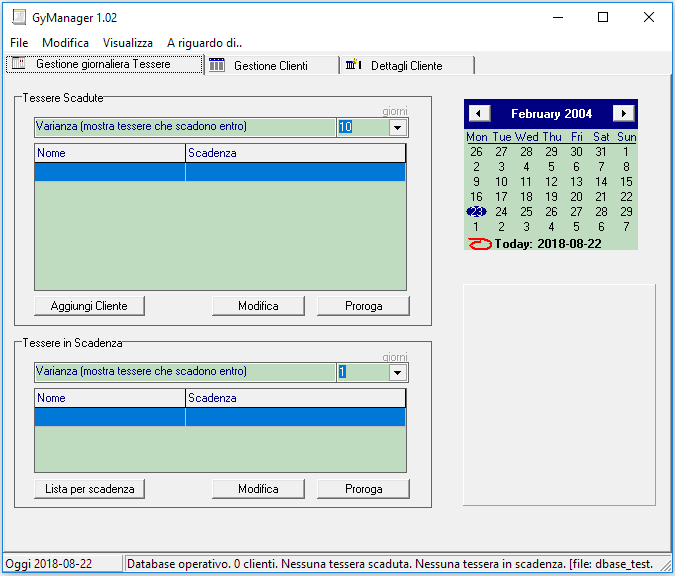 GyManager 1.02
File Modifica Visualizza A riguardo di..
Gestione giornaliera Tessere Gestione Clienti Dettagli Cliente
Tessere Scadute
giorni
Varianza (mostra tessere che scadono entro) 10
Nome Scadenza
Aggiungi Cliente Modifica Proroga
Tessere in Scadenza
giorni
Varianza (mostra tessere che scadono entro) 1
Nome Scadenza
Lista per scadenza Modifica Proroga
February 2004
Mon Tue Wed Thu Fri Sat Sun
26 27 28 29 30 31 1
2 3 4 5 6 7 8
9 10 11 12 13 14 15
16 17 18 19 20 21 22
23 24 25 26 27 28 29
1 2 3 4 5 6 7
Today: 2018-08-22
Oggi 2018-08-22 Database operativo. 0 clienti. Nessuna tessera scaduta. Nessuna tessera in scadenza. [file: dbase_test.